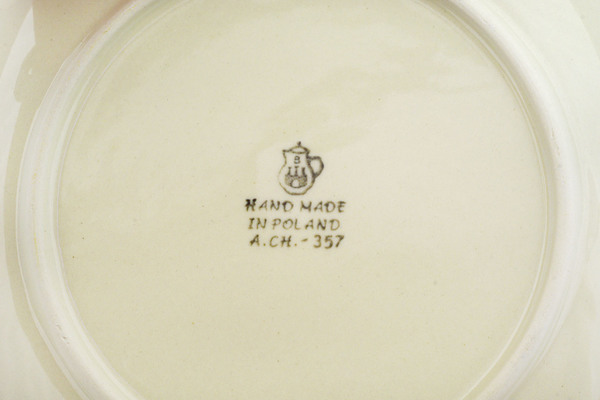 B
HAND MADE
IN POLAND
A.CH.-357